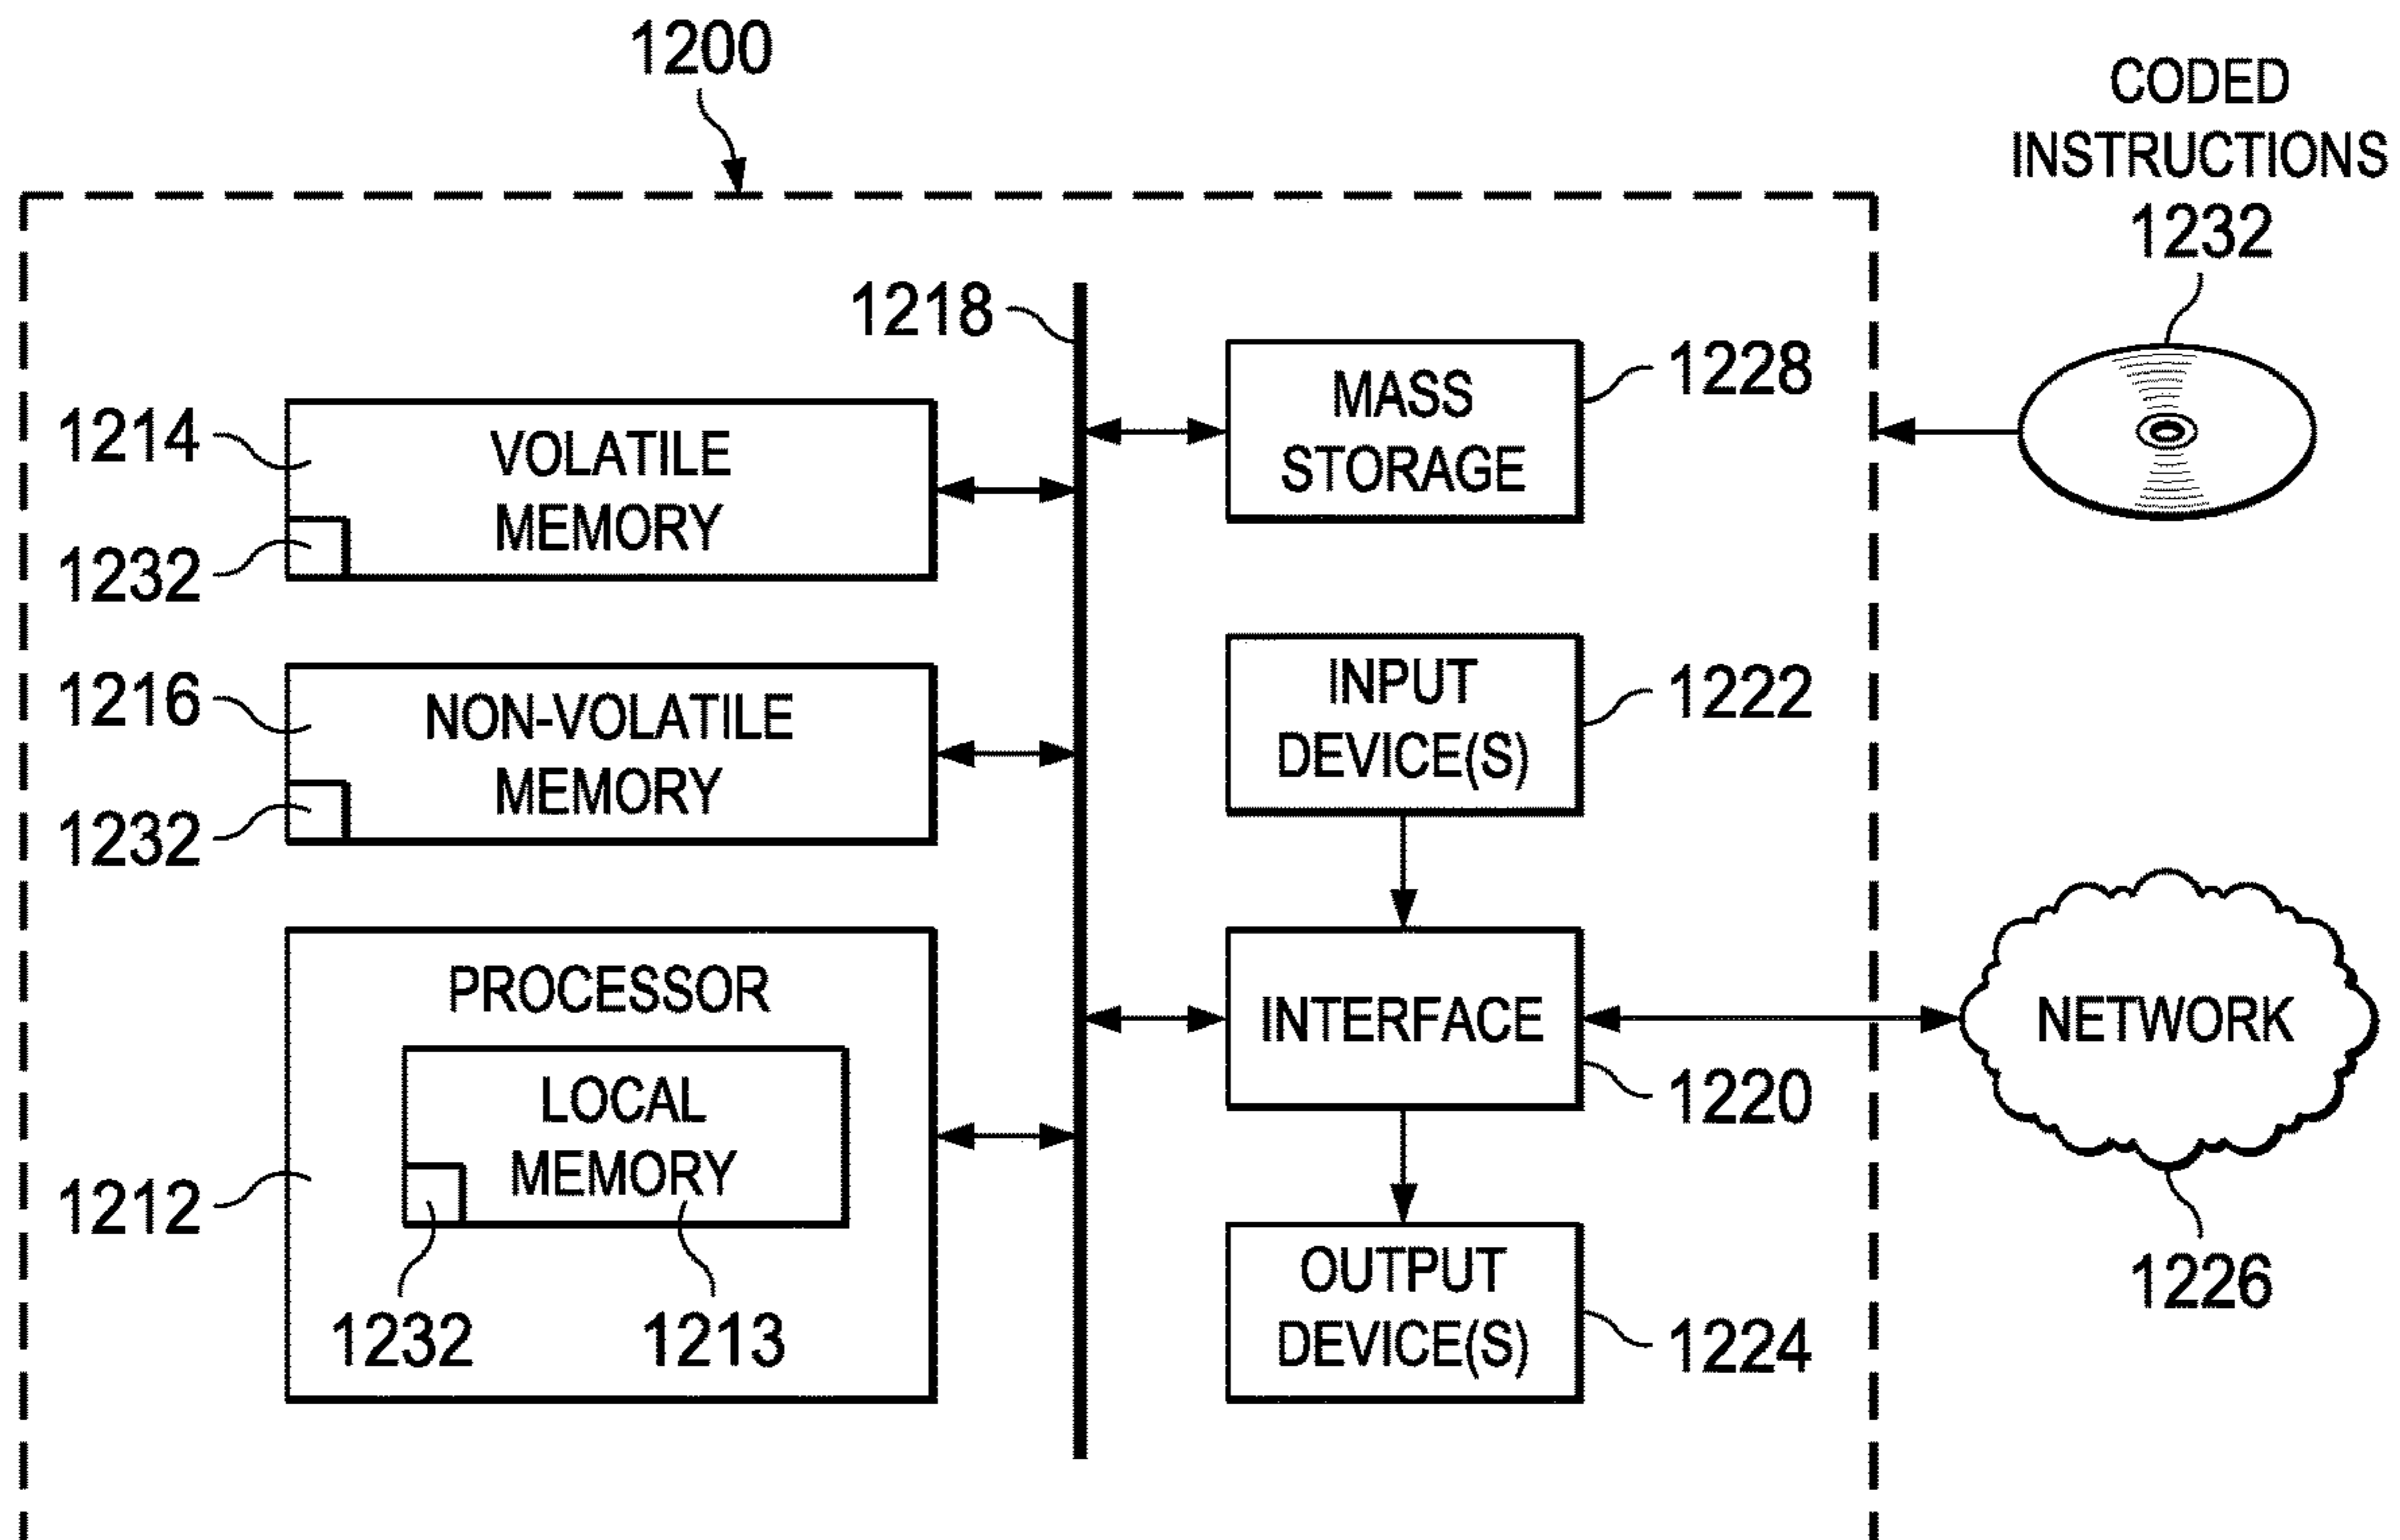 1200
CODED
INSTRUCTIONS
1232
1218
MASS
STORAGE
1228
1214
VOLATILE
MEMORY
1232
1216
NON-VOLATILE
MEMORY
1232
INPUT
DEVICE(S)
1222
PROCESSOR
LOCAL
MEMORY
1212
1232
1213
INTERFACE
1220
NETWORK
1226
OUTPUT
DEVICE(S)
1224